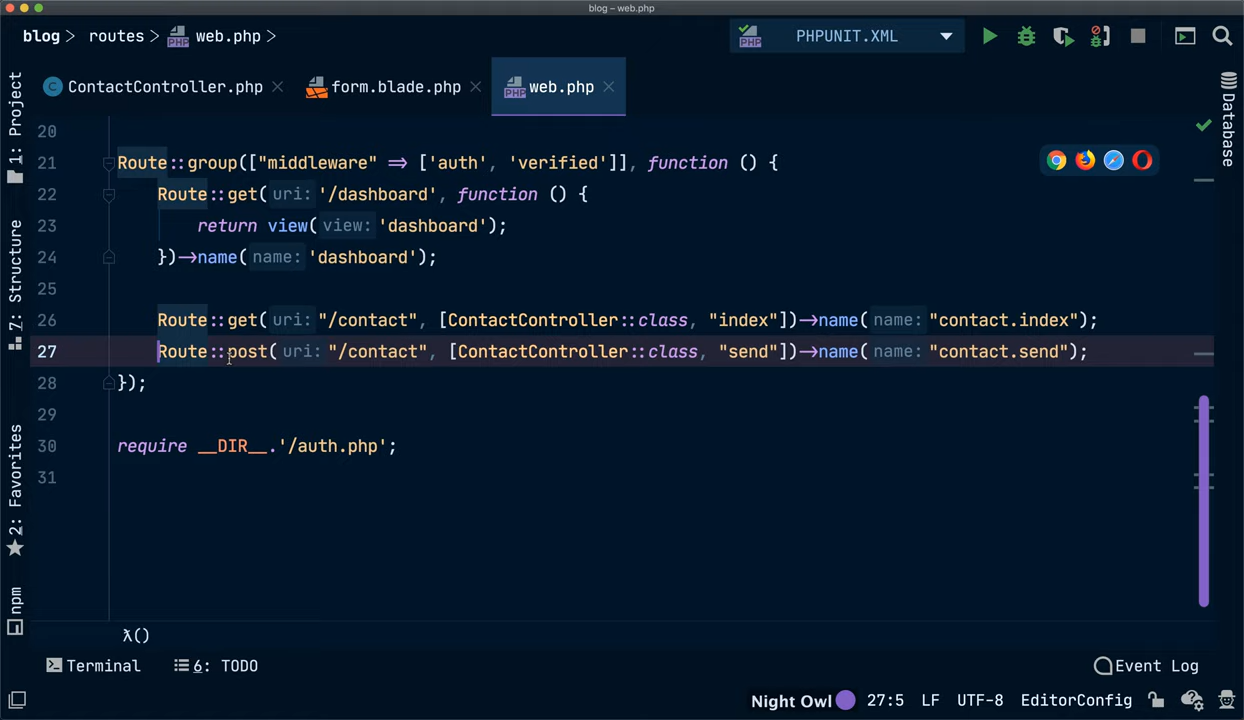 blog – web.php
blog > routes > web.php >
PHPUNIT.XML
ContactController.php
form.blade.php
web.php
1: Project
7: Structure
2: Favorites
npm
Database
20
21 Route::group(["middleware" => ['auth', 'verified']], function () {
22 Route::get( uri: '/dashboard', function () {
23 return view( view: 'dashboard');
24 })->name( name: 'dashboard');
25
26 Route::get( uri: "/contact", [ContactController::class, "index"])->name( name: "contact.index");
27 Route::post( uri: "/contact", [ContactController::class, "send"])->name( name: "contact.send");
28 });
29
30 require __DIR__.'/auth.php';
31
λ()
Terminal
6: TODO
Event Log
Night Owl 27:5 LF UTF-8 EditorConfig